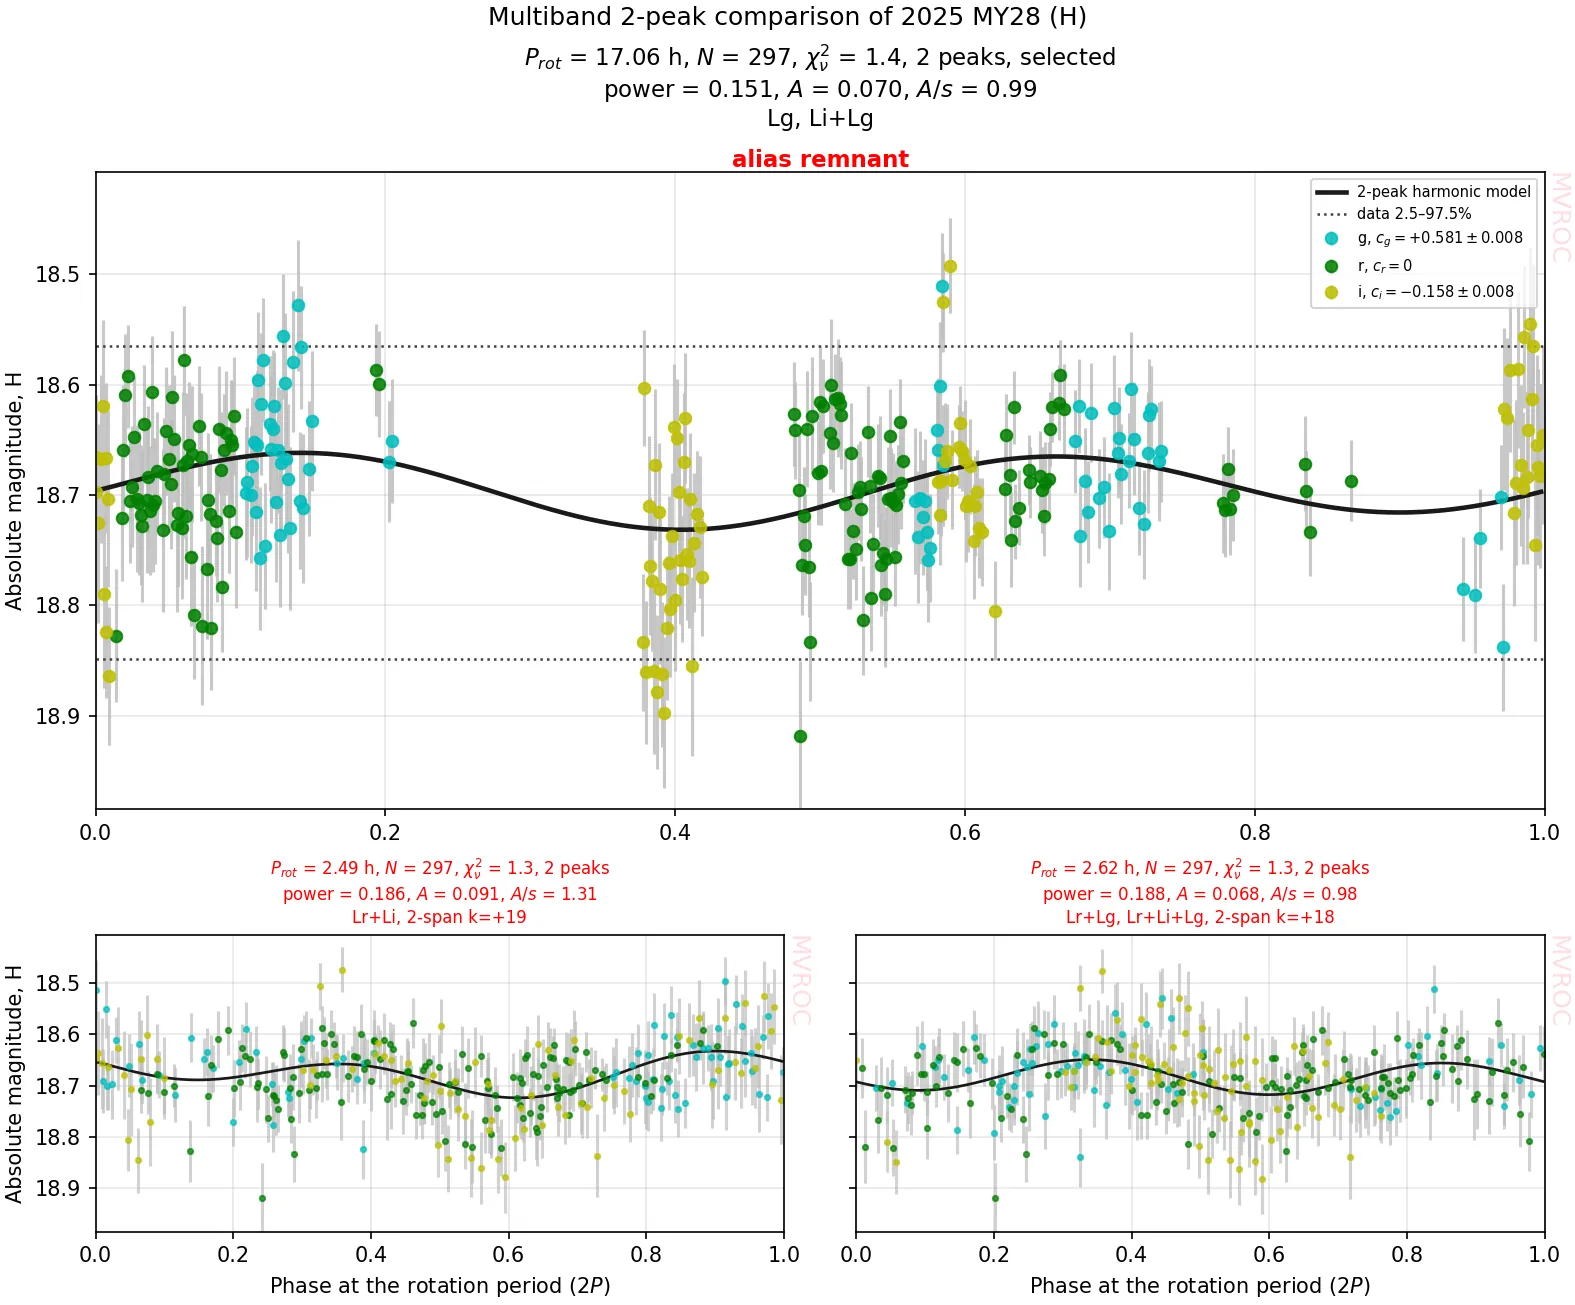 Multiband 2-peak comparison of 2025 MY28 (H)
P_rot = 17.06 h, N = 297, χ²_ν = 1.4, 2 peaks, selected
power = 0.151, A = 0.070, A/s = 0.99
Lg, Li+Lg
alias remnant
MVROC
2-peak harmonic model
data 2.5–97.5%
g, c_g = +0.581 ± 0.008
r, c_r = 0
i, c_i = −0.158 ± 0.008
Absolute magnitude, H
18.5
18.6
18.7
18.8
18.9
0.0 0.2 0.4 0.6 0.8 1.0
P_rot = 2.49 h, N = 297, χ²_ν = 1.3, 2 peaks
power = 0.186, A = 0.091, A/s = 1.31
Lr+Li, 2-span k=+19
MVROC
Absolute magnitude, H
18.5
18.6
18.7
18.8
18.9
0.0 0.2 0.4 0.6 0.8 1.0
Phase at the rotation period (2P)
P_rot = 2.62 h, N = 297, χ²_ν = 1.3, 2 peaks
power = 0.188, A = 0.068, A/s = 0.98
Lr+Lg, Lr+Li+Lg, 2-span k=+18
MVROC
0.0 0.2 0.4 0.6 0.8 1.0
Phase at the rotation period (2P)